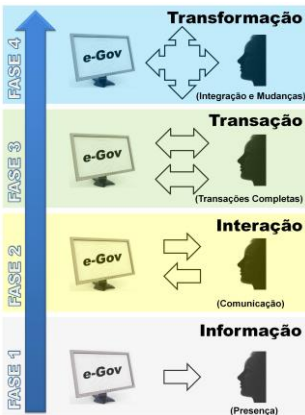 Transformação
FASE 4
e-Gov
(Integração e Mudanças)
Transação
FASE 3
e-Gov
(Transações Completas)
Interação
FASE 2
e-Gov
(Comunicação)
Informação
FASE 1
e-Gov
(Presença)